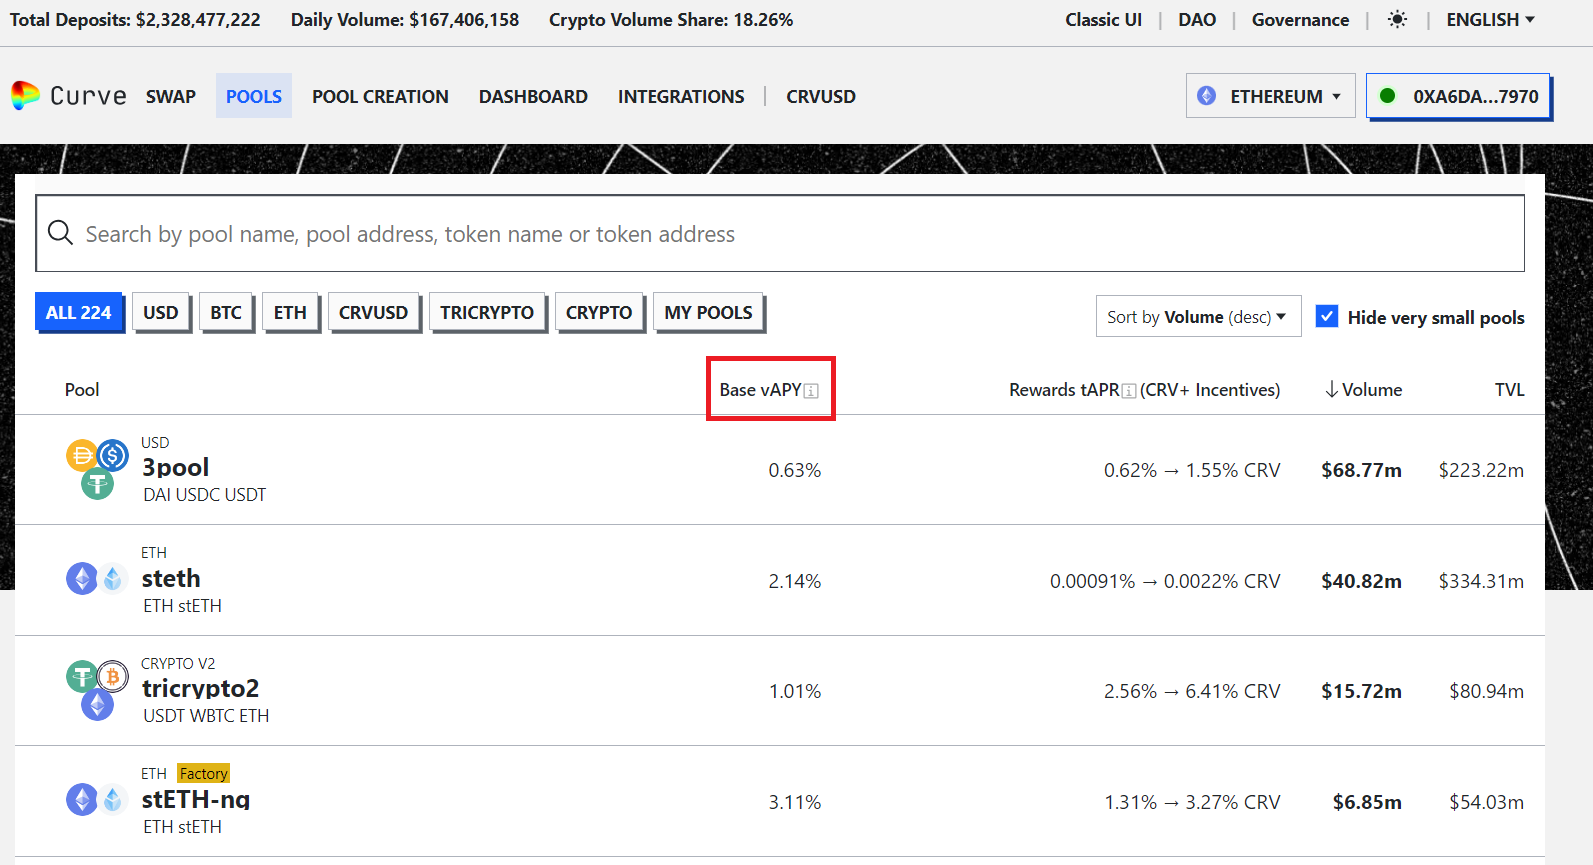 Total Deposits: $2,328,477,222 Daily Volume: $167,406,158 Crypto Volume Share: 18.26% Classic UI | DAO | Governance | | ENGLISH
Curve SWAP POOLS POOL CREATION DASHBOARD INTEGRATIONS | CRVUSD ETHEREUM 0XA6DA...7970
Search by pool name, pool address, token name or token address
ALL 224 USD BTC ETH CRVUSD TRICRYPTO CRYPTO MY POOLS Sort by Volume (desc) Hide very small pools
Pool Base vAPY Rewards tAPR (CRV+ Incentives) ↓ Volume TVL
USD
3pool 0.63% 0.62% → 1.55% CRV $68.77m $223.22m
DAI USDC USDT
ETH
steth 2.14% 0.00091% → 0.0022% CRV $40.82m $334.31m
ETH stETH
CRYPTO V2
tricrypto2 1.01% 2.56% → 6.41% CRV $15.72m $80.94m
USDT WBTC ETH
ETH Factory
stETH-ng 3.11% 1.31% → 3.27% CRV $6.85m $54.03m
ETH stETH